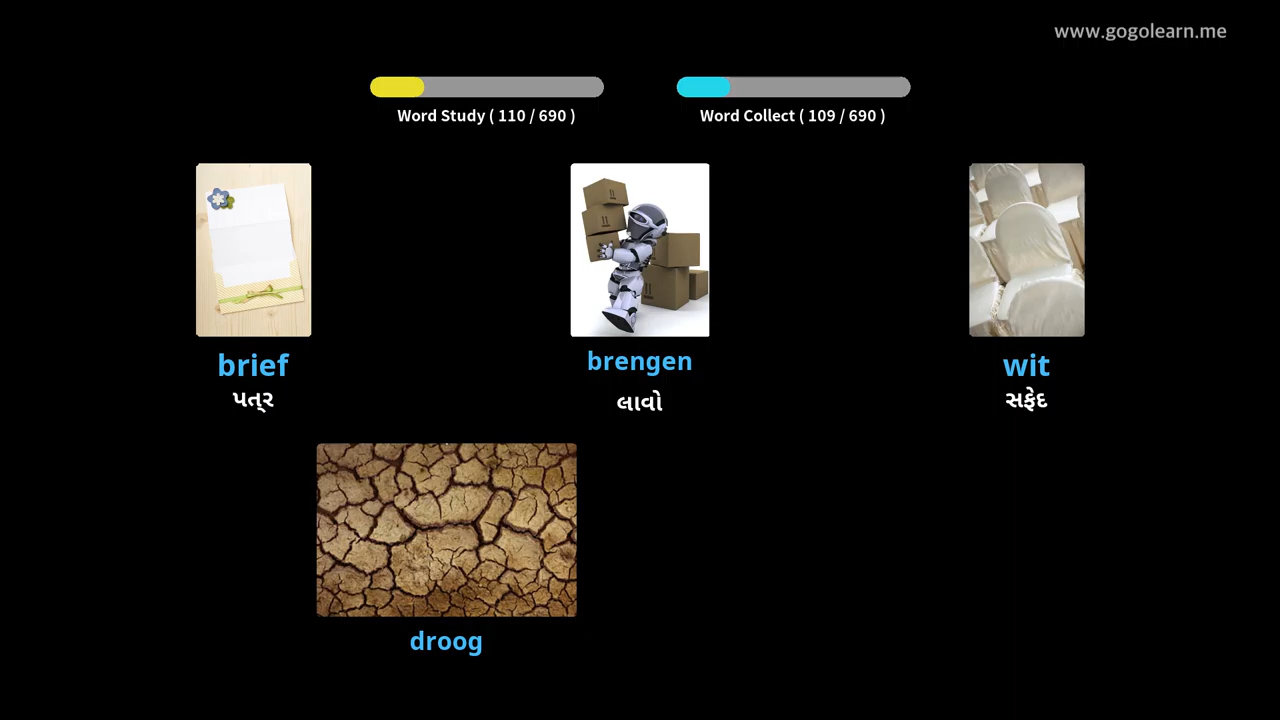 www.gogolearn.me
Word Study ( 110 / 690 )
Word Collect ( 109 / 690 )
brief
brengen
wit
પત્ર
લાવો
સફેદ
droog